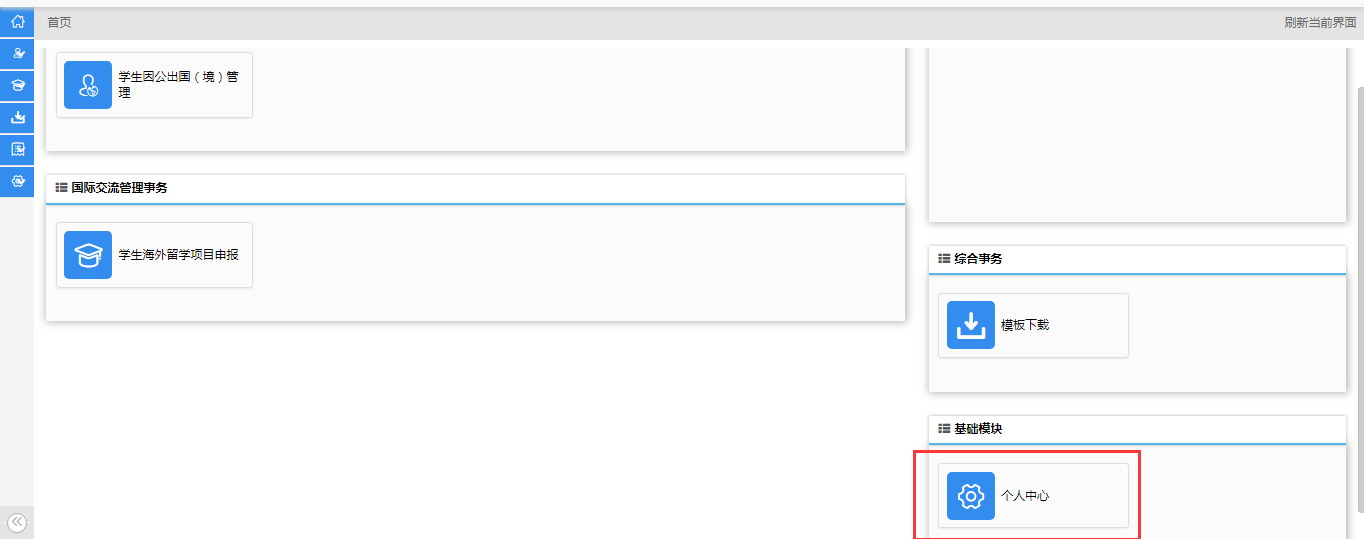 首页
刷新当前界面
学生因公出国（境）管
理
国际交流管理事务
学生海外留学项目申报
综合事务
模板下载
基础模块
个人中心